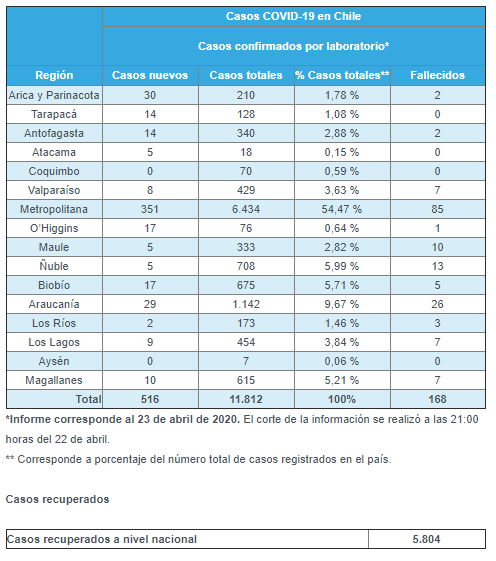 Casos COVID-19 en Chile
Casos confirmados por laboratorio*
Región Casos nuevos Casos totales % Casos totales** Fallecidos
Arica y Parinacota 30 210 1,78 % 2
Tarapacá 14 128 1,08 % 0
Antofagasta 14 340 2,88 % 2
Atacama 5 18 0,15 % 0
Coquimbo 0 70 0,59 % 0
Valparaíso 8 429 3,63 % 7
Metropolitana 351 6.434 54,47 % 85
O'Higgins 17 76 0,64 % 1
Maule 5 333 2,82 % 10
Ñuble 5 708 5,99 % 13
Biobío 17 675 5,71 % 5
Araucanía 29 1.142 9,67 % 26
Los Ríos 2 173 1,46 % 3
Los Lagos 9 454 3,84 % 7
Aysén 0 7 0,06 % 0
Magallanes 10 615 5,21 % 7
Total 516 11.812 100% 168
*Informe corresponde al 23 de abril de 2020. El corte de la información se realizó a las 21:00
horas del 22 de abril.
** Corresponde a porcentaje del número total de casos registrados en el país.
Casos recuperados
Casos recuperados a nivel nacional 5.804